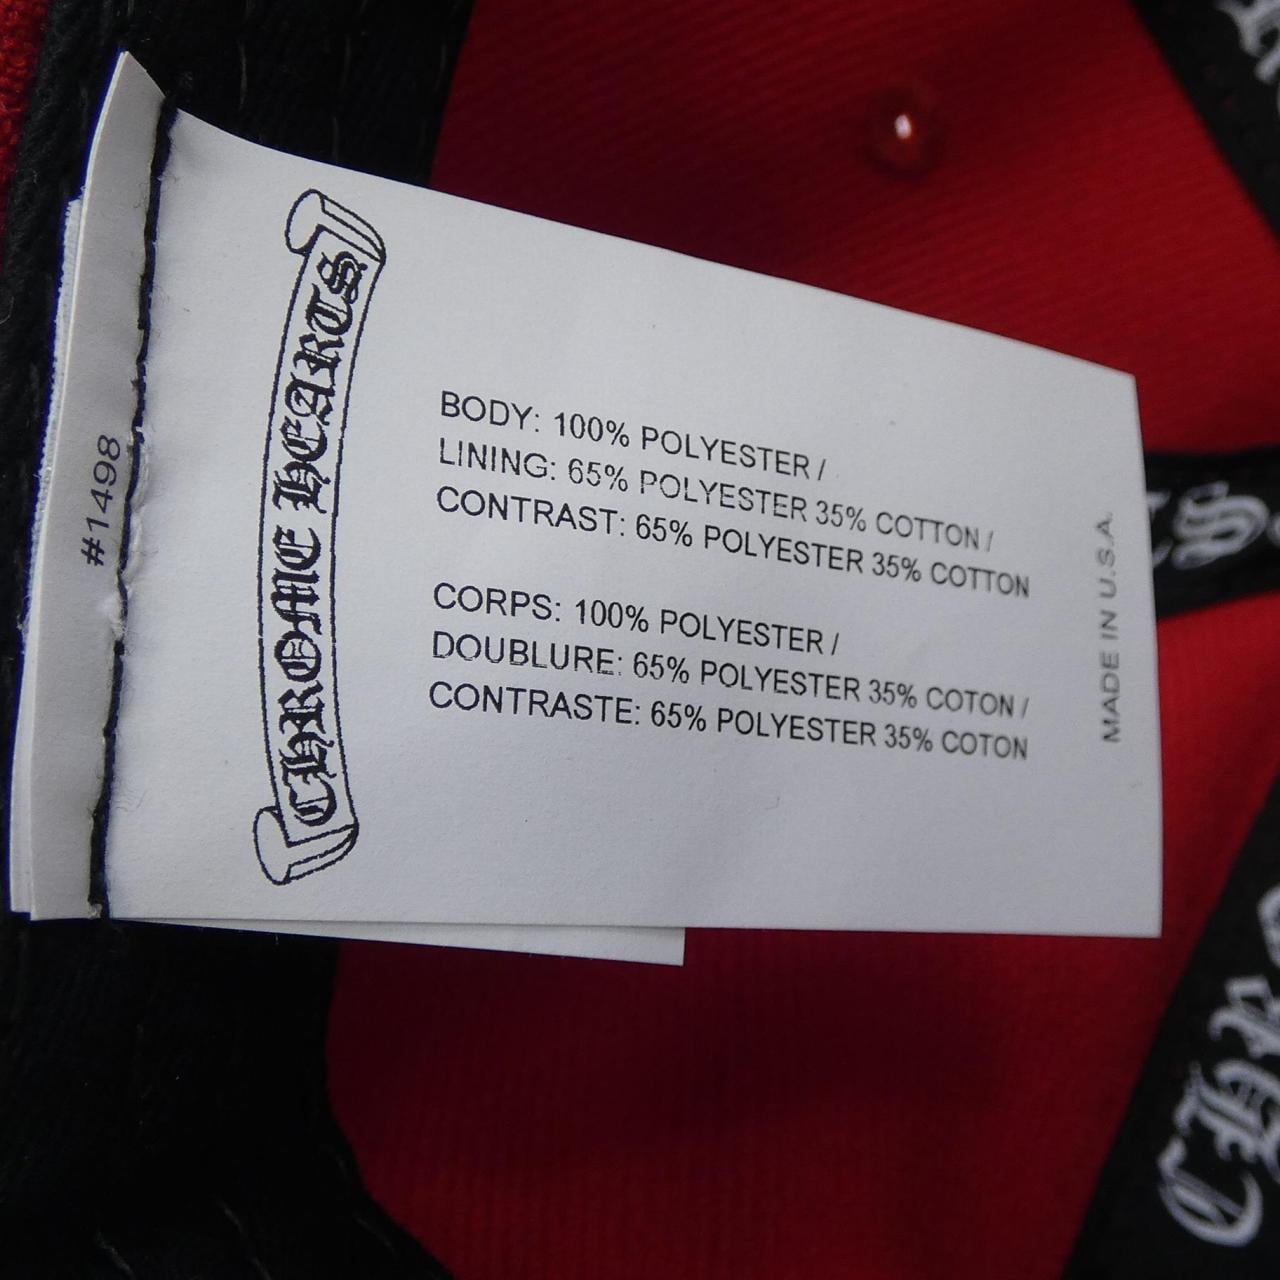 #1498
CHROME HEARTS
BODY: 100% POLYESTER /
LINING: 65% POLYESTER 35% COTTON /
CONTRAST: 65% POLYESTER 35% COTTON
CORPS: 100% POLYESTER /
DOUBLURE: 65% POLYESTER 35% COTON /
CONTRASTE: 65% POLYESTER 35% COTON
MADE IN U.S.A.